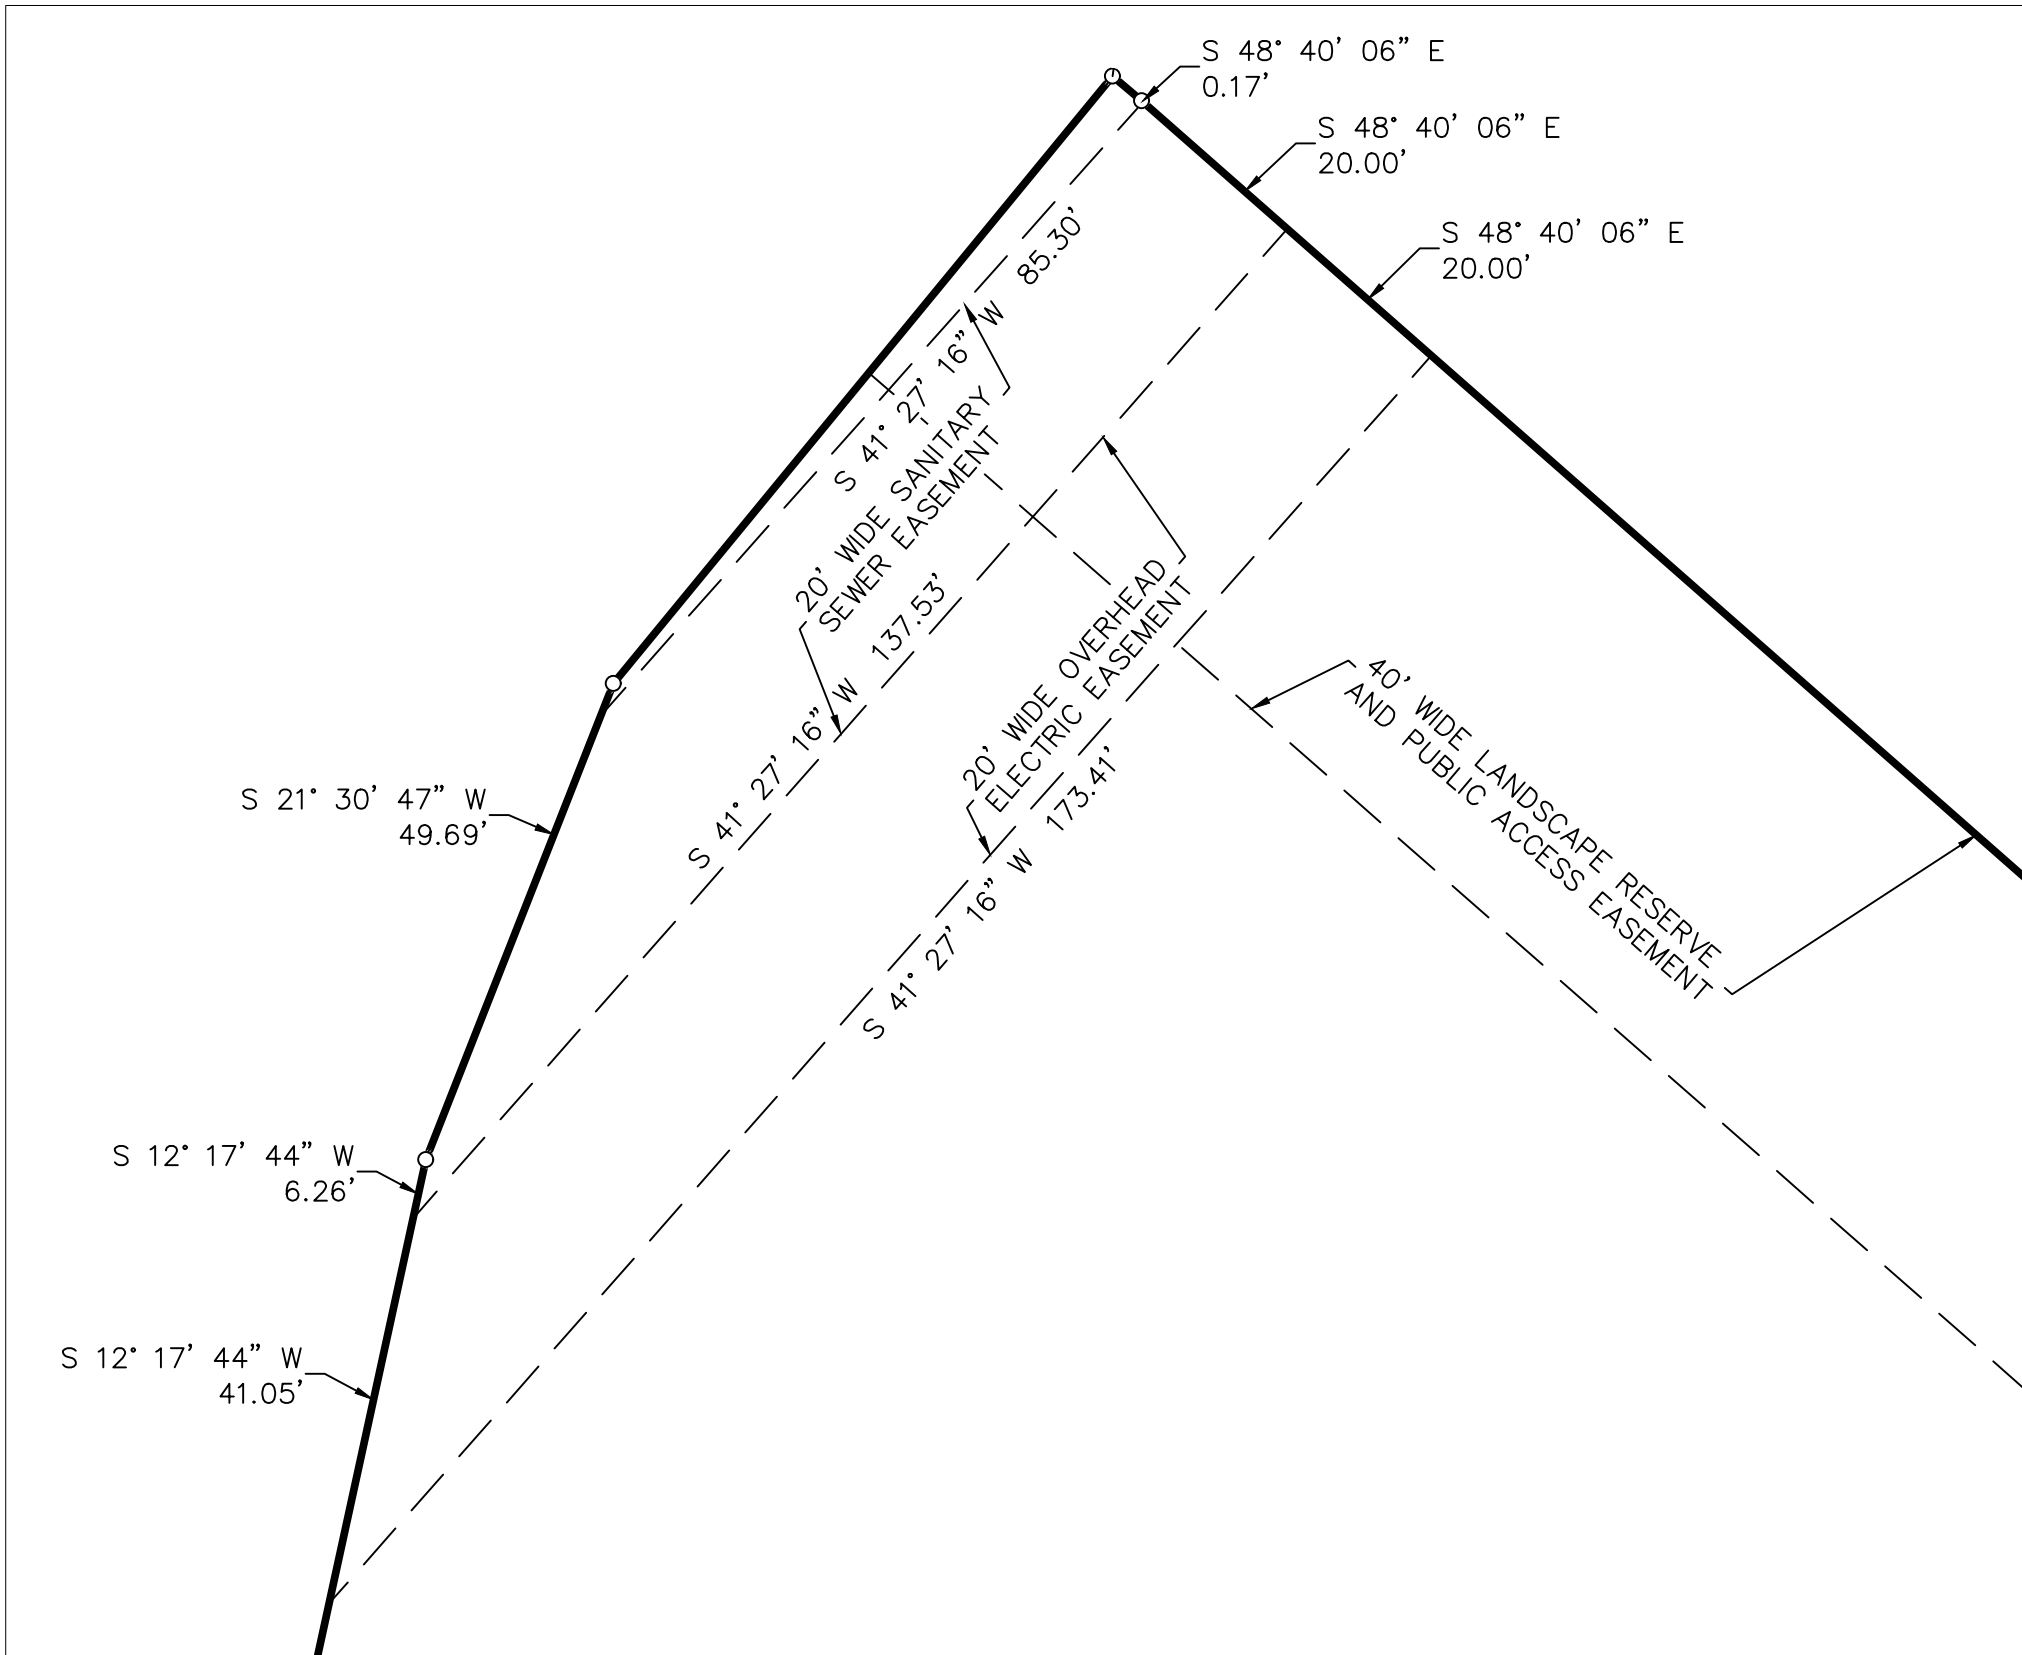 S 48° 40' 06" E
0.17'
S 48° 40' 06" E
20.00'
S 48° 40' 06" E
20.00'
S 41° 27' 16" W 85.30'
20' WIDE SANITARY
SEWER EASEMENT
S 41° 27' 16" W 137.53'
20' WIDE OVERHEAD
ELECTRIC EASEMENT
S 41° 27' 16" W 173.41'
40' WIDE LANDSCAPE RESERVE
AND PUBLIC ACCESS EASEMENT
S 21° 30' 47" W
49.69'
S 12° 17' 44" W
6.26'
S 12° 17' 44" W
41.05'